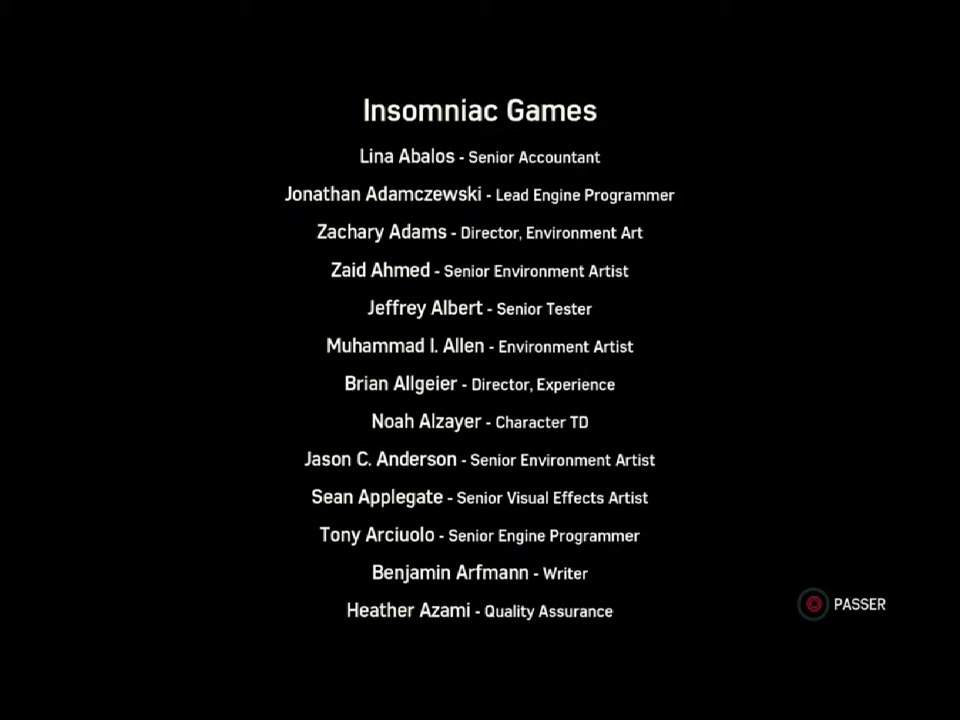 Insomniac Games
Lina Abalos - Senior Accountant
Jonathan Adamczewski - Lead Engine Programmer
Zachary Adams - Director, Environment Art
Zaid Ahmed - Senior Environment Artist
Jeffrey Albert - Senior Tester
Muhammad I. Allen - Environment Artist
Brian Allgeier - Director, Experience
Noah Alzayer - Character TD
Jason C. Anderson - Senior Environment Artist
Sean Applegate - Senior Visual Effects Artist
Tony Arciuolo - Senior Engine Programmer
Benjamin Arfmann - Writer
Heather Azami - Quality Assurance
PASSER